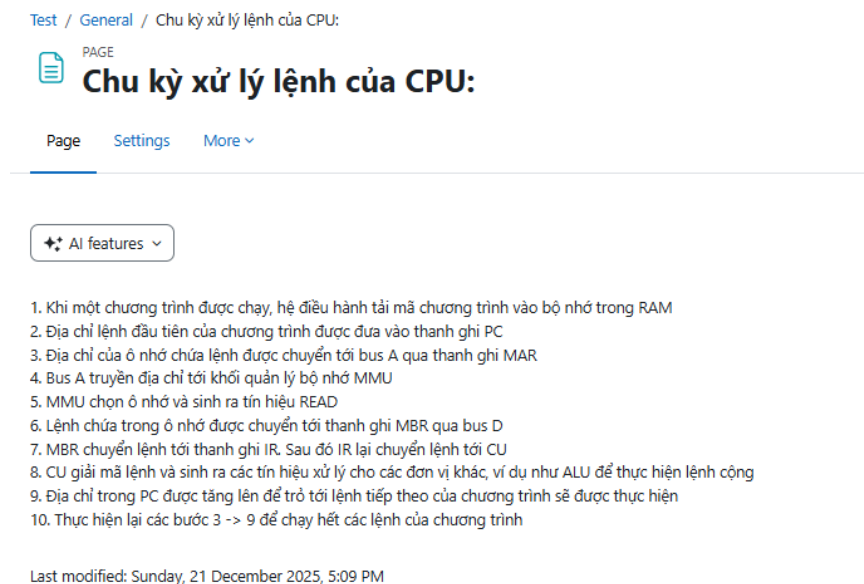 Test / General / Chu kỳ xử lý lệnh của CPU:
PAGE
Chu kỳ xử lý lệnh của CPU:
Page Settings More
AI features
1. Khi một chương trình được chạy, hệ điều hành tải mã chương trình vào bộ nhớ trong RAM
2. Địa chỉ lệnh đầu tiên của chương trình được đưa vào thanh ghi PC
3. Địa chỉ của ô nhớ chứa lệnh được chuyển tới bus A qua thanh ghi MAR
4. Bus A truyền địa chỉ tới khối quản lý bộ nhớ MMU
5. MMU chọn ô nhớ và sinh ra tín hiệu READ
6. Lệnh chứa trong ô nhớ được chuyển tới thanh ghi MBR qua bus D
7. MBR chuyển lệnh tới thanh ghi IR. Sau đó IR lại chuyển lệnh tới CU
8. CU giải mã lệnh và sinh ra các tín hiệu xử lý cho các đơn vị khác, ví dụ như ALU để thực hiện lệnh cộng
9. Địa chỉ trong PC được tăng lên để trỏ tới lệnh tiếp theo của chương trình sẽ được thực hiện
10. Thực hiện lại các bước 3 -> 9 để chạy hết các lệnh của chương trình
Last modified: Sunday, 21 December 2025, 5:09 PM